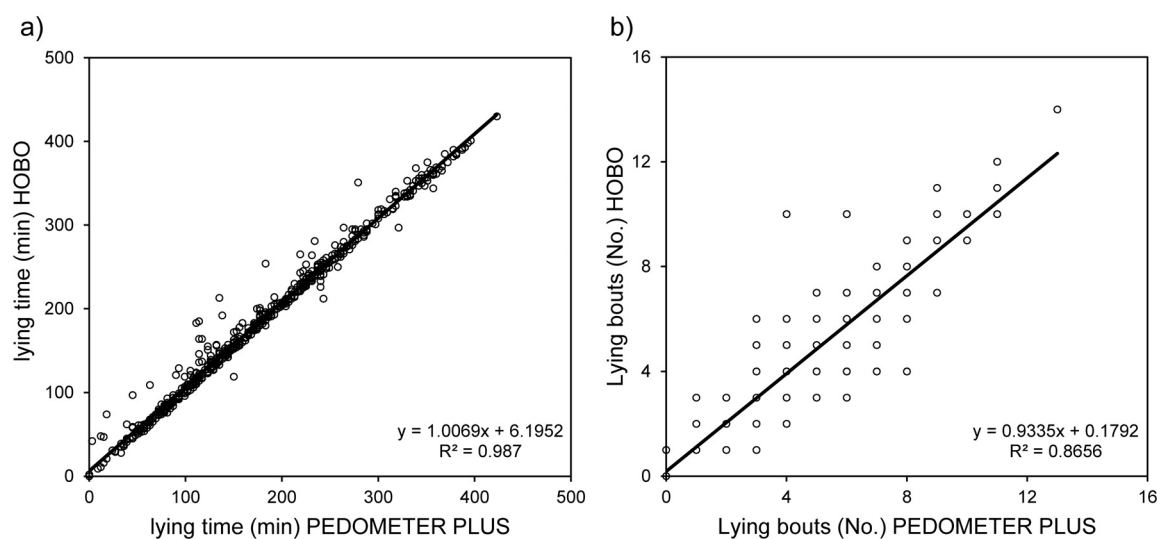 a)
500
400
300
200
100
0
lying time (min) HOBO
0 100 200 300 400 500
lying time (min) PEDOMETER PLUS
y = 1.0069x + 6.1952
R² = 0.987
b)
16
12
8
4
0
Lying bouts (No.) HOBO
0 4 8 12 16
Lying bouts (No.) PEDOMETER PLUS
y = 0.9335x + 0.1792
R² = 0.8656